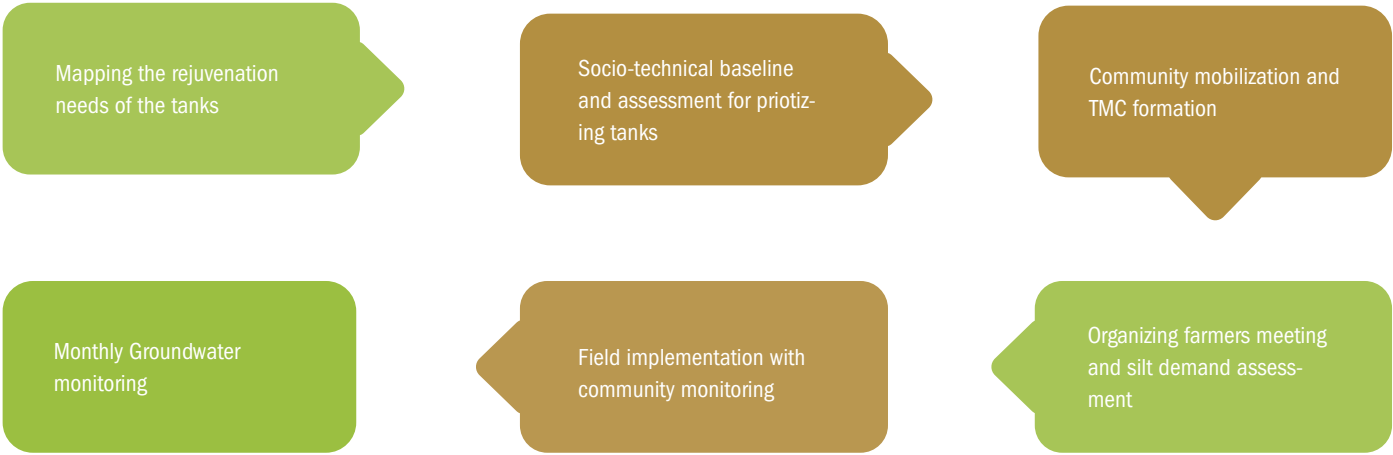 Mapping the rejuvenation
needs of the tanks
Socio-technical baseline
and assessment for priotiz-
ing tanks
Community mobilization and
TMC formation
Organizing farmers meeting
and silt demand assess-
ment
Field implementation with
community monitoring
Monthly Groundwater
monitoring